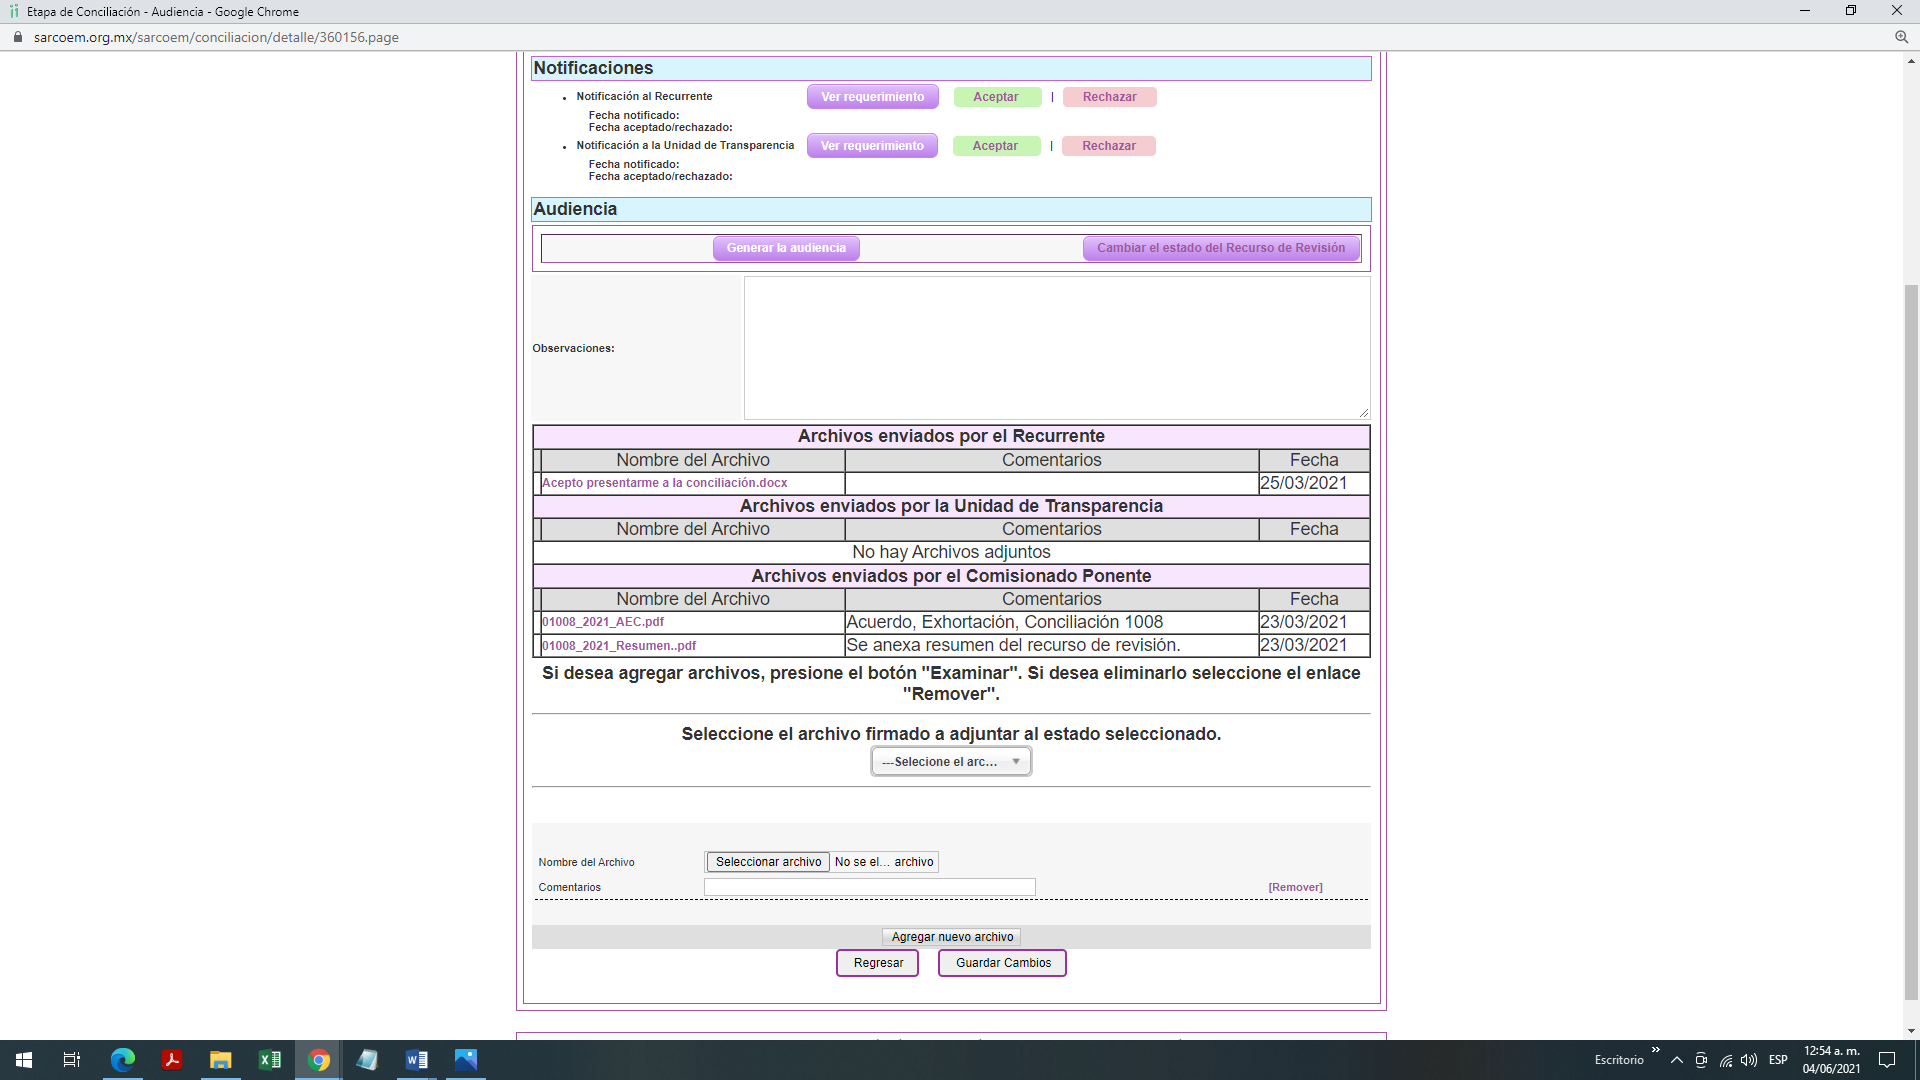 Etapa de Conciliación - Audiencia - Google Chrome
sarcoem.org.mx/sarcoem/conciliacion/detalle/360156.page
Notificaciones
Notificación al Recurrente Ver requerimiento Aceptar | Rechazar
Fecha notificado:
Fecha aceptado/rechazado:
Notificación a la Unidad de Transparencia Ver requerimiento Aceptar | Rechazar
Fecha notificado:
Fecha aceptado/rechazado:
Audiencia
Generar la audiencia Cambiar el estado del Recurso de Revisión
Observaciones:
Archivos enviados por el Recurrente
Nombre del Archivo Comentarios Fecha
Acepto presentarme a la conciliación.docx 25/03/2021
Archivos enviados por la Unidad de Transparencia
Nombre del Archivo Comentarios Fecha
No hay Archivos adjuntos
Archivos enviados por el Comisionado Ponente
Nombre del Archivo Comentarios Fecha
01008_2021_AEC.pdf Acuerdo, Exhortación, Conciliación 1008 23/03/2021
01008_2021_Resumen..pdf Se anexa resumen del recurso de revisión. 23/03/2021
Si desea agregar archivos, presione el botón "Examinar". Si desea eliminarlo seleccione el enlace
"Remover".
Seleccione el archivo firmado a adjuntar al estado seleccionado.
---Selecione el arc...
Nombre del Archivo Seleccionar archivo No se el... archivo
Comentarios [Remover]
Agregar nuevo archivo
Regresar Guardar Cambios
Escritorio » ESP 12:54 a. m.
04/06/2021